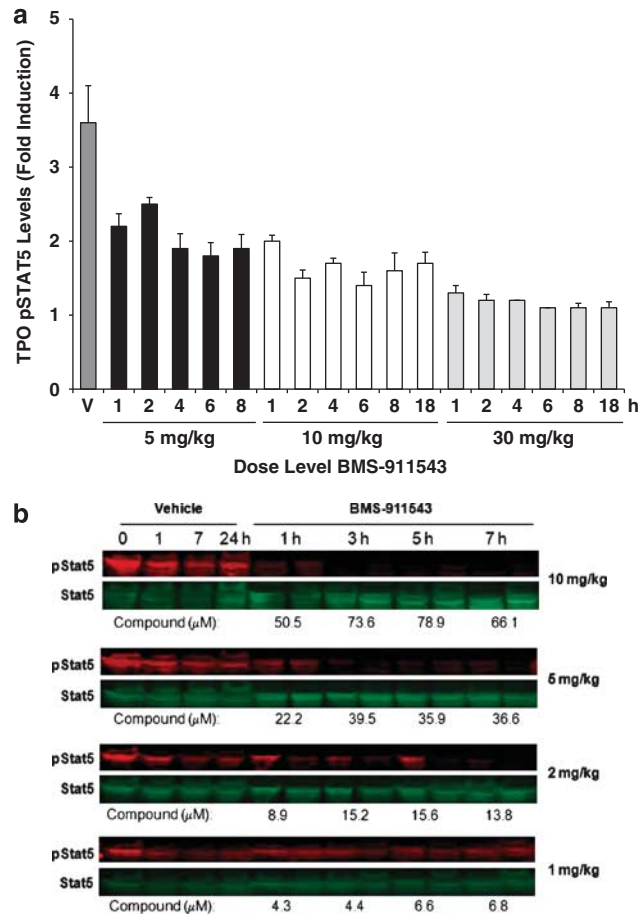 a
TPO pSTAT5 Levels (Fold Induction)
5
4
3
2
1
0
V 1 2 4 6 8 1 2 4 6 8 18 1 2 4 6 8 18 h
5 mg/kg 10 mg/kg 30 mg/kg
Dose Level BMS-911543
b
Vehicle BMS-911543
0 1 7 24 h 1 h 3 h 5 h 7 h
pStat5
Stat5
10 mg/kg
Compound (µM): 50.5 73.6 78.9 66.1
pStat5
Stat5
5 mg/kg
Compound (µM): 22.2 39.5 35.9 36.6
pStat5
Stat5
2 mg/kg
Compound (µM): 8.9 15.2 15.6 13.8
pStat5
Stat5
1 mg/kg
Compound (µM): 4.3 4.4 6.6 6.8